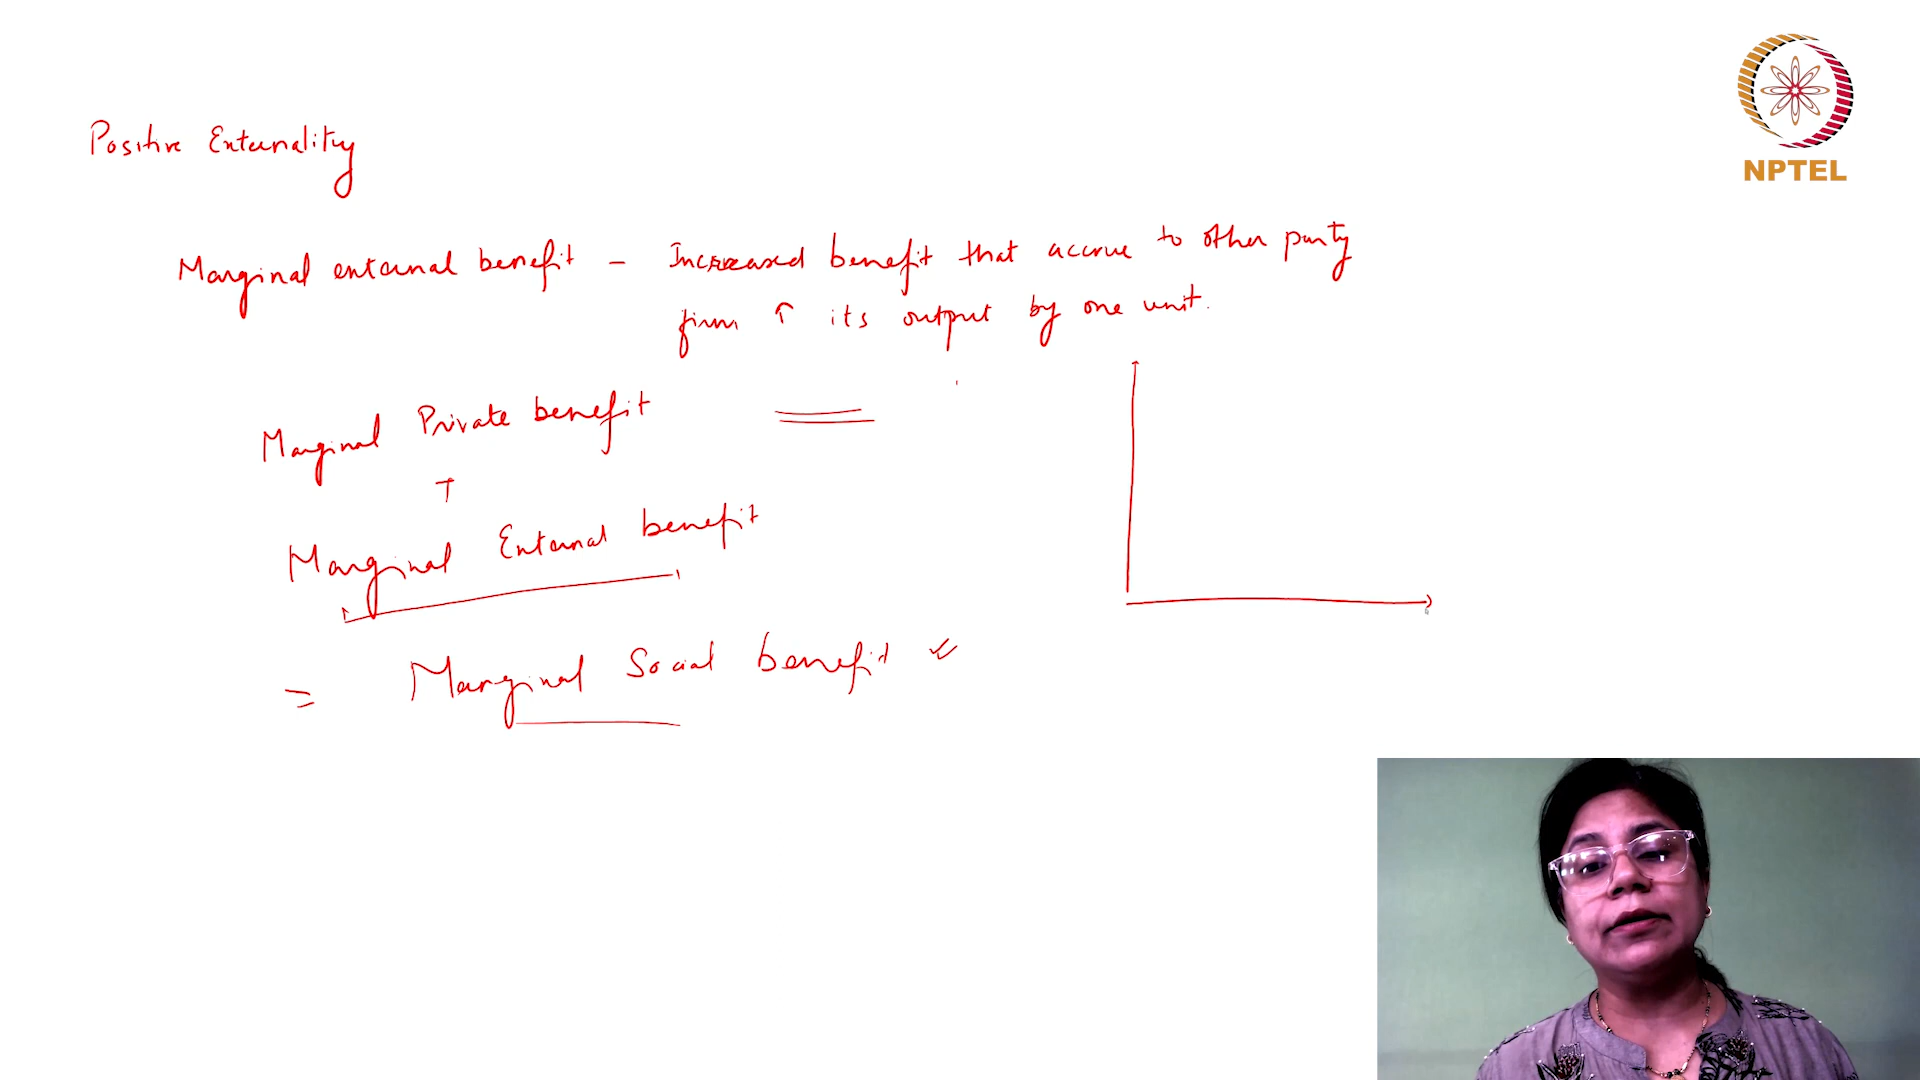 Positive Externality
NPTEL
Marginal external benefit - Increased benefit that accrue to other party
firm ↑ its output by one unit.
Marginal Private benefit
+
Marginal External benefit
= Marginal Social benefit